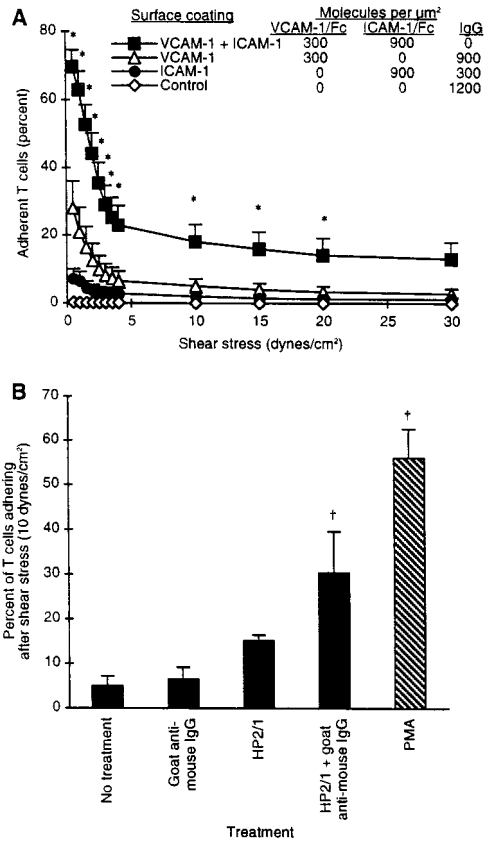 A
Surface coating
Molecules per um²
VCAM-1/Fc ICAM-1/Fc IgG
VCAM-1 + ICAM-1 300 900 0
VCAM-1 300 0 900
ICAM-1 0 900 300
Control 0 0 1200
Adherent T cells (percent)
80
60
40
20
0
* * * * * * * * * *
0 5 10 15 20 25 30
Shear stress (dynes/cm²)
B
Percent of T cells adhering
after shear stress (10 dynes/cm²)
70
60
50
40
30
20
10
0
† †
No treatment
Goat anti-
mouse IgG
HP2/1
HP2/1 + goat
anti-mouse IgG
PMA
Treatment